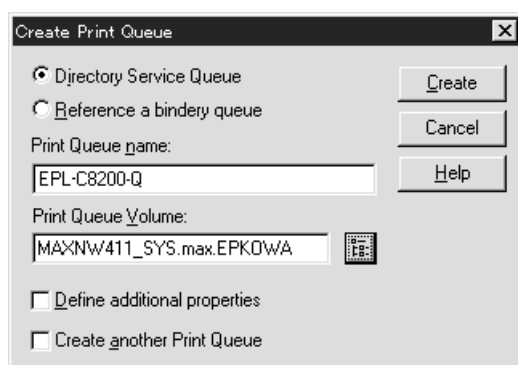 Create Print Queue
Directory Service Queue
Reference a bindery queue
Print Queue name:
EPL-C8200-Q
Print Queue Volume:
MAXNW411_SYS.max.EPKOWA
Define additional properties
Create another Print Queue
Create
Cancel
Help